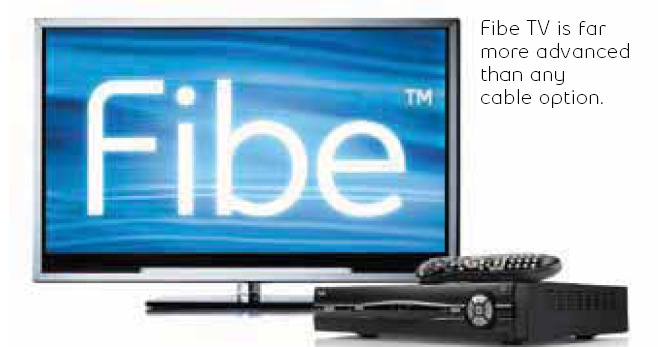 Fibe™
Fibe TV is far
more advanced
than any
cable option.